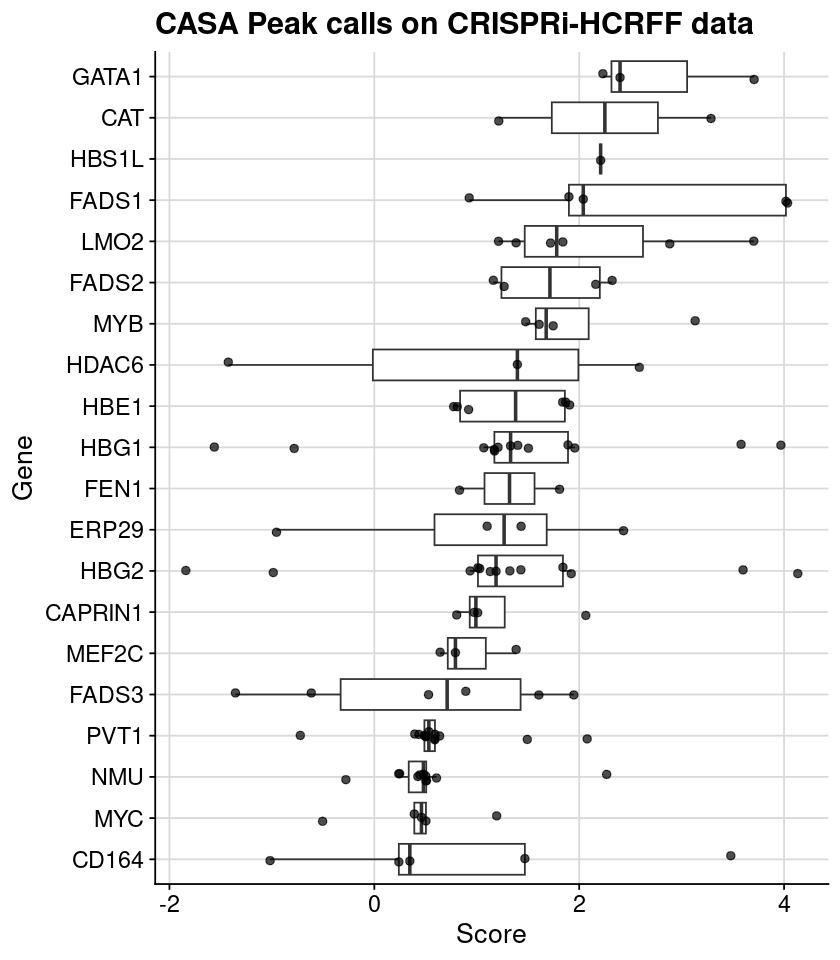 CASA Peak calls on CRISPRi-HCRFF data
GATA1
CAT
HBS1L
FADS1
LMO2
FADS2
MYB
HDAC6
HBE1
HBG1
FEN1
ERP29
HBG2
CAPRIN1
MEF2C
FADS3
PVT1
NMU
MYC
CD164
Gene
-2 0 2 4
Score